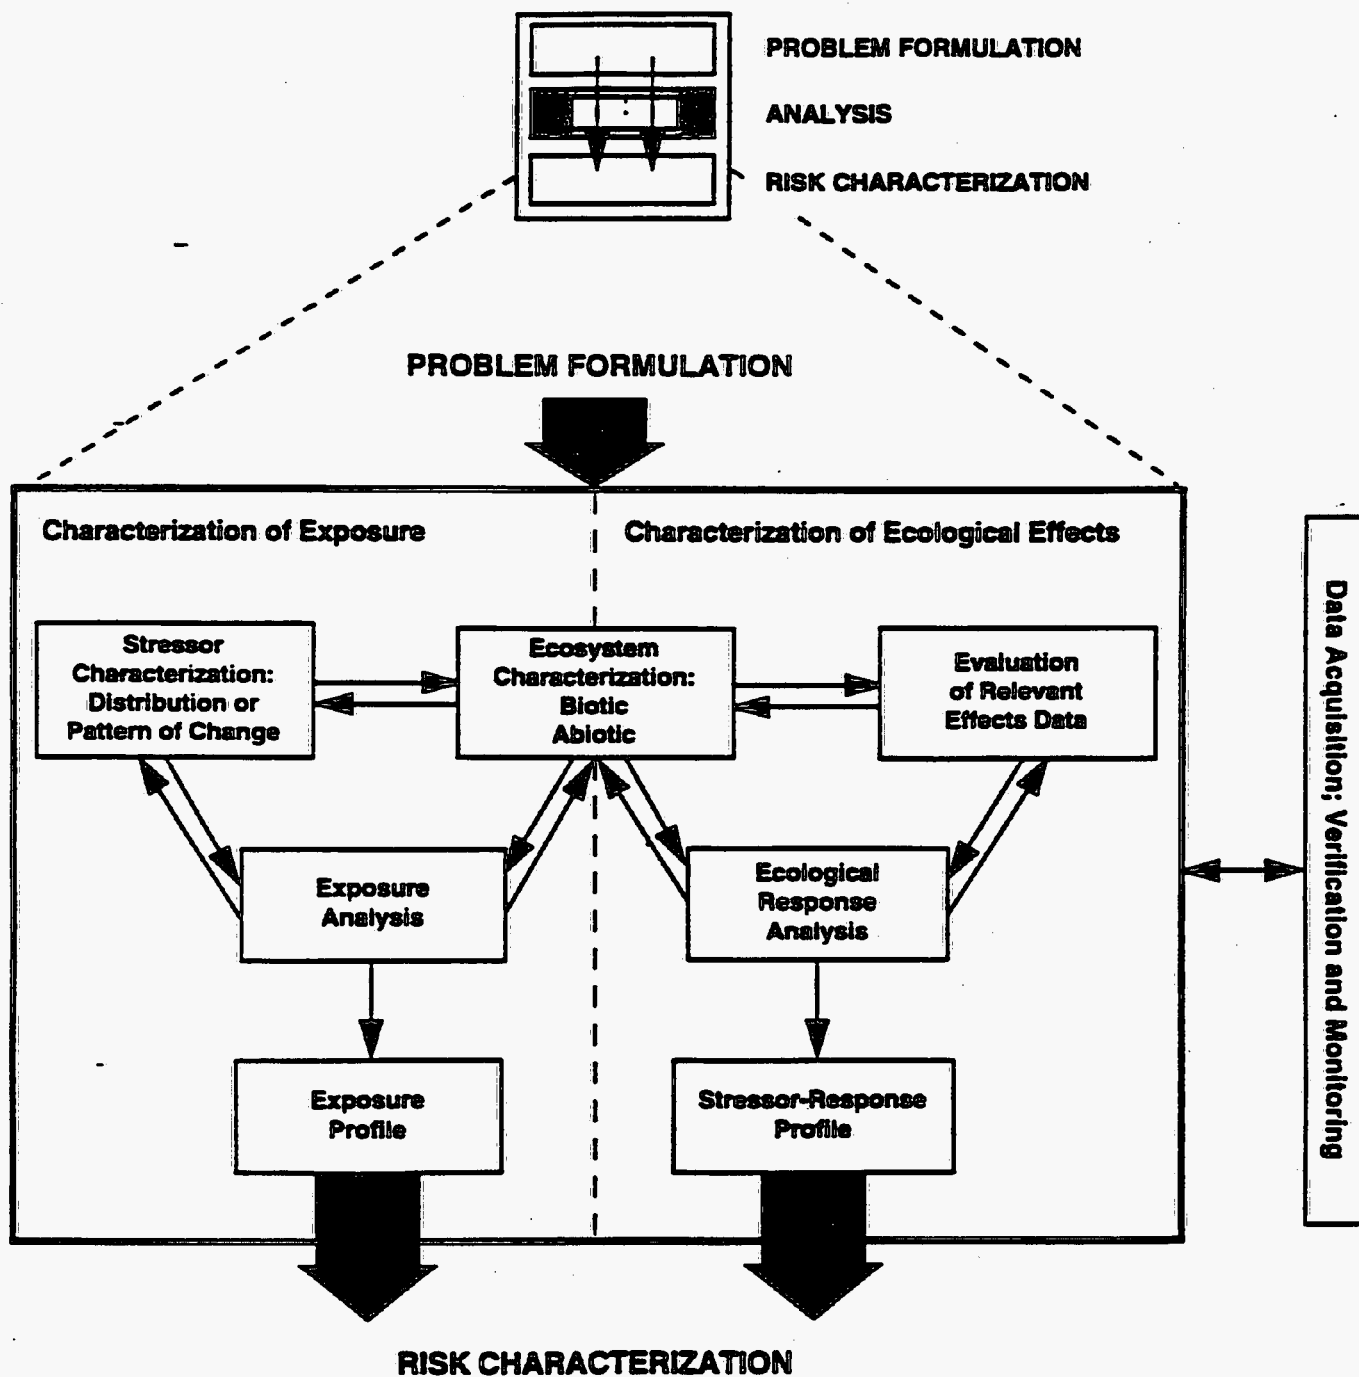 PROBLEM FORMULATION
ANALYSIS
RISK CHARACTERIZATION
PROBLEM FORMULATION
Characterization of Exposure
Characterization of Ecological Effects
Stressor
Characterization:
Distribution or
Pattern of Change
Ecosystem
Characterization:
Biotic
Abiotic
Evaluation
of Relevant
Effects Data
Exposure
Analysis
Ecological
Response
Analysis
Exposure
Profile
Stressor-Response
Profile
Data Acquisition; Verification and Monitoring
RISK CHARACTERIZATION